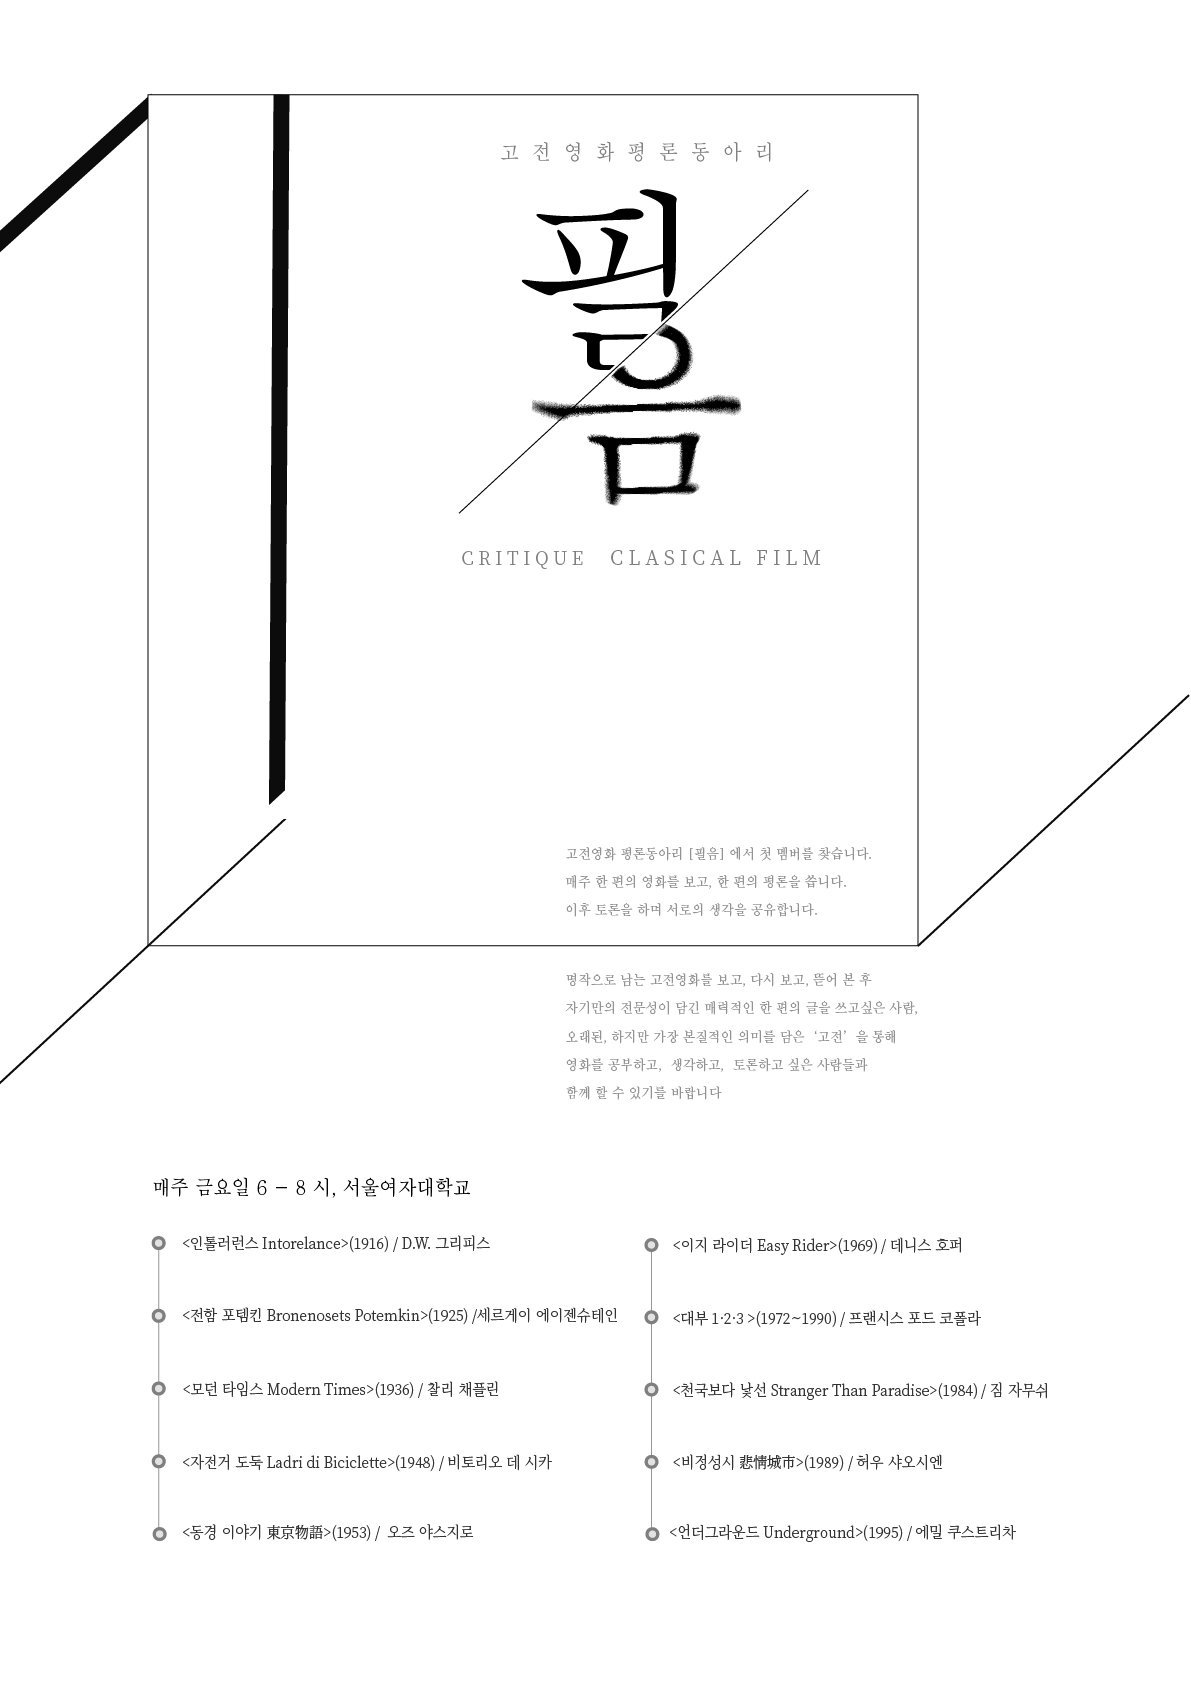 고전영화평론동아리
필음
CRITIQUE CLASICAL FILM
고전영화 평론동아리 [필음] 에서 첫 멤버를 찾습니다.
매주 한 편의 영화를 보고, 한 편의 평론을 씁니다.
이후 토론을 하며 서로의 생각을 공유합니다.
명작으로 남는 고전영화를 보고, 다시 보고, 뜯어 본 후
자기만의 전문성이 담긴 매력적인 한 편의 글을 쓰고싶은 사람,
오래된, 하지만 가장 본질적인 의미를 담은 ‘고전’ 을 통해
영화를 공부하고, 생각하고, 토론하고 싶은 사람들과
함께 할 수 있기를 바랍니다
매주 금요일 6 – 8 시, 서울여자대학교
<인톨러런스 Intorelance>(1916) / D.W. 그리피스
<전함 포템킨 Bronenosets Potemkin>(1925) /세르게이 에이젠슈테인
<모던 타임스 Modern Times>(1936) / 찰리 채플린
<자전거 도둑 Ladri di Biciclette>(1948) / 비토리오 데 시카
<동경 이야기 東京物語>(1953) / 오즈 야스지로
<이지 라이더 Easy Rider>(1969) / 데니스 호퍼
<대부 1·2·3 >(1972~1990) / 프랜시스 포드 코폴라
<천국보다 낯선 Stranger Than Paradise>(1984) / 짐 자무쉬
<비정성시 悲情城市>(1989) / 허우 샤오시엔
<언더그라운드 Underground>(1995) / 에밀 쿠스트리차